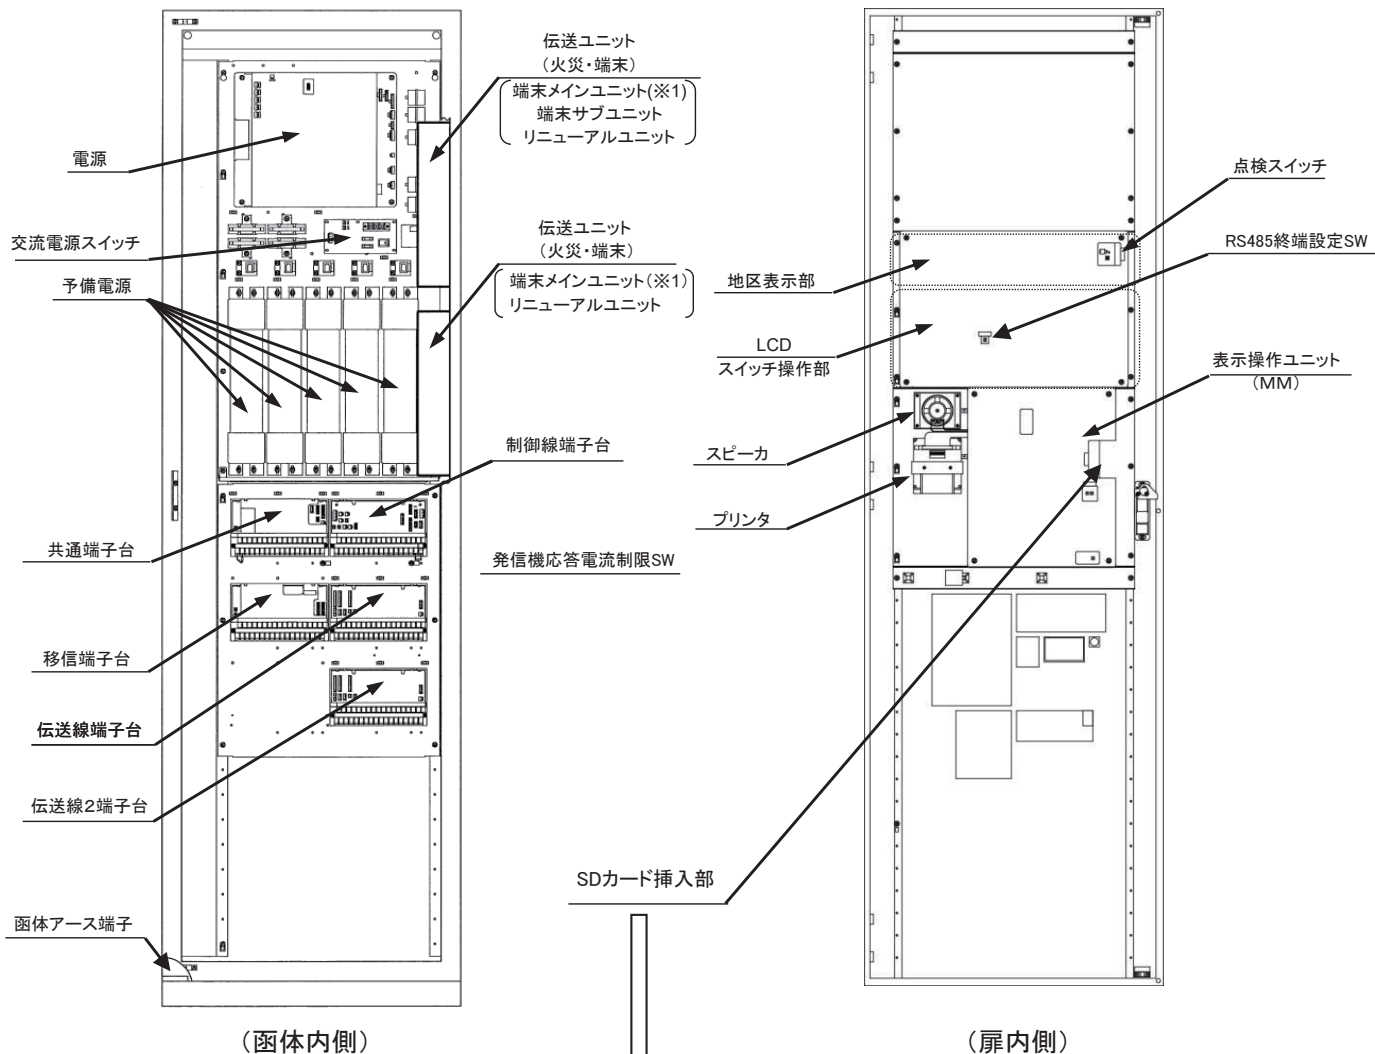 伝送ユニット
（火災・端末）
端末メインユニット(※1)
端末サブユニット
リニューアルユニット
電源
交流電源スイッチ
予備電源
伝送ユニット
（火災・端末）
端末メインユニット（※1）
リニューアルユニット
制御線端子台
共通端子台
発信機応答電流制限SW
移信端子台
伝送線端子台
伝送線2端子台
函体アース端子
（函体内側）
点検スイッチ
RS485終端設定SW
地区表示部
LCD
スイッチ操作部
表示操作ユニット
（MM）
スピーカ
プリンタ
SDカード挿入部
（扉内側）